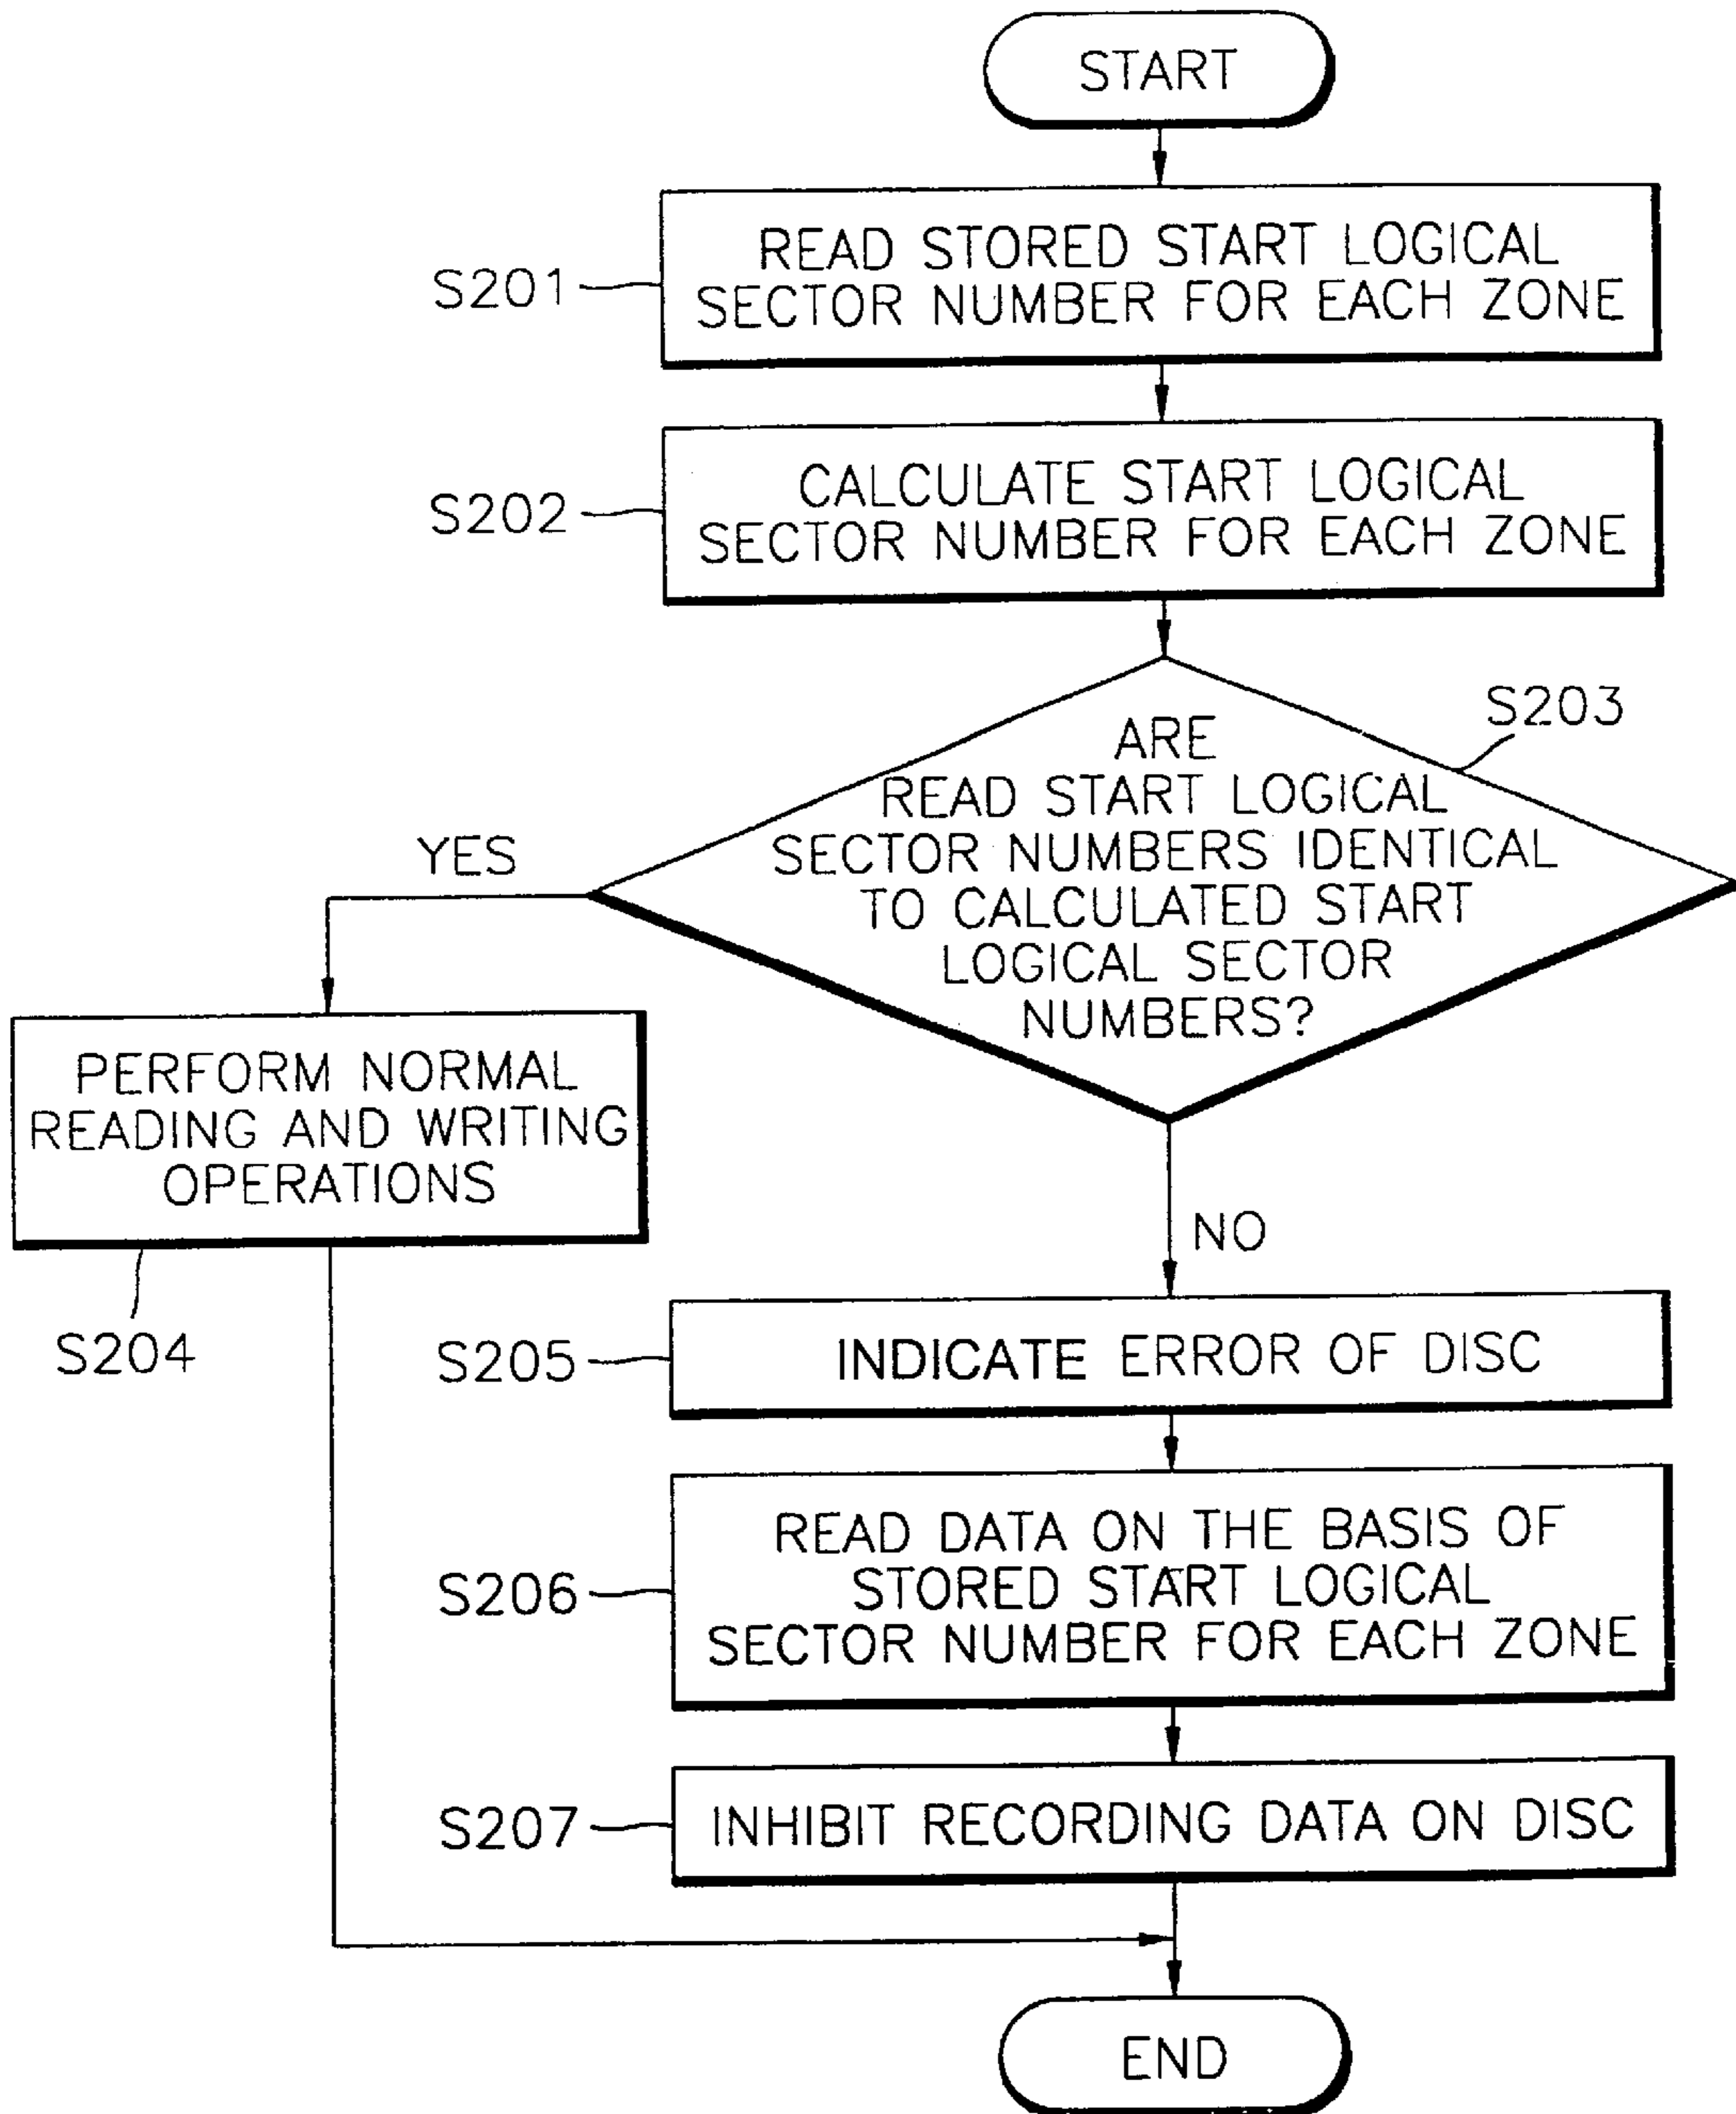 START
S201
READ STORED START LOGICAL
SECTOR NUMBER FOR EACH ZONE
S202
CALCULATE START LOGICAL
SECTOR NUMBER FOR EACH ZONE
S203
ARE
READ START LOGICAL
SECTOR NUMBERS IDENTICAL
TO CALCULATED START
LOGICAL SECTOR
NUMBERS?
YES
PERFORM NORMAL
READING AND WRITING
OPERATIONS
S204
NO
S205
INDICATE ERROR OF DISC
S206
READ DATA ON THE BASIS OF
STORED START LOGICAL
SECTOR NUMBER FOR EACH ZONE
S207
INHIBIT RECORDING DATA ON DISC
END